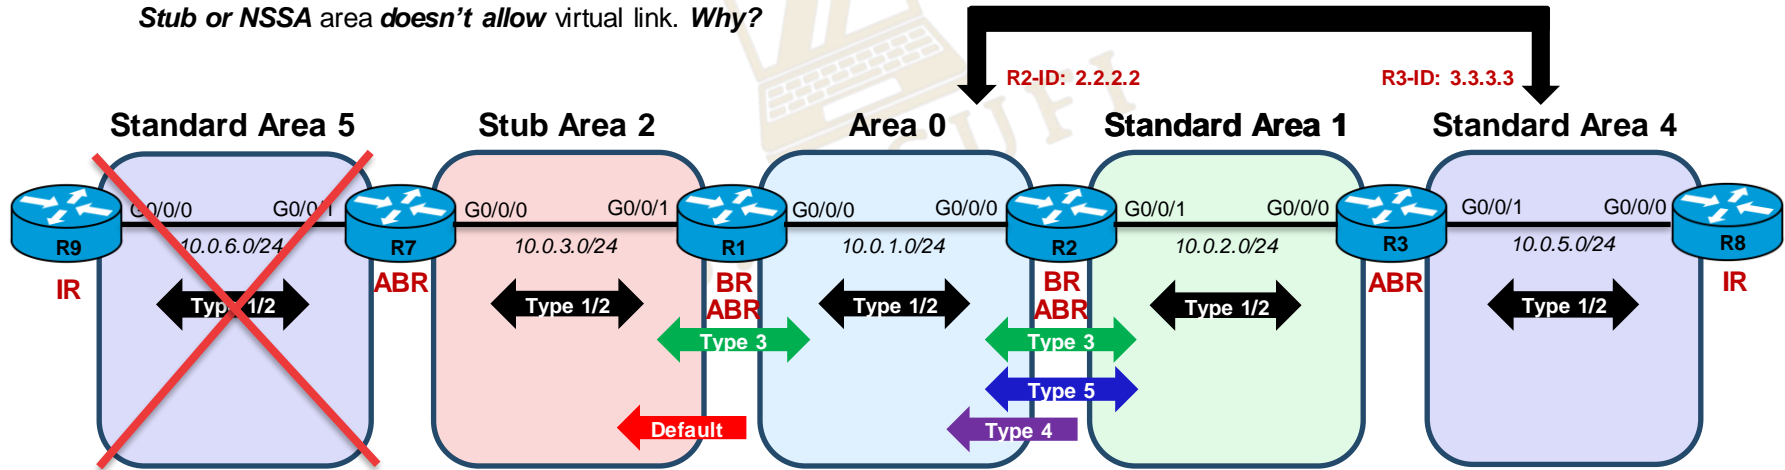 Stub or NSSA area doesn't allow virtual link. Why?
R2-ID: 2.2.2.2 R3-ID: 3.3.3.3
Standard Area 5 Stub Area 2 Area 0 Standard Area 1 Standard Area 4
G0/0/0 G0/0/1 G0/0/0 G0/0/1 G0/0/0 G0/0/0 G0/0/1 G0/0/0 G0/0/1 G0/0/0
R9 10.0.6.0/24 R7 10.0.3.0/24 R1 10.0.1.0/24 R2 10.0.2.0/24 R3 10.0.5.0/24 R8
IR ABR BR BR ABR IR
ABR ABR
Type 1/2 Type 1/2 Type 1/2 Type 1/2 Type 1/2
Type 3 Type 3
Type 5
Default Type 4